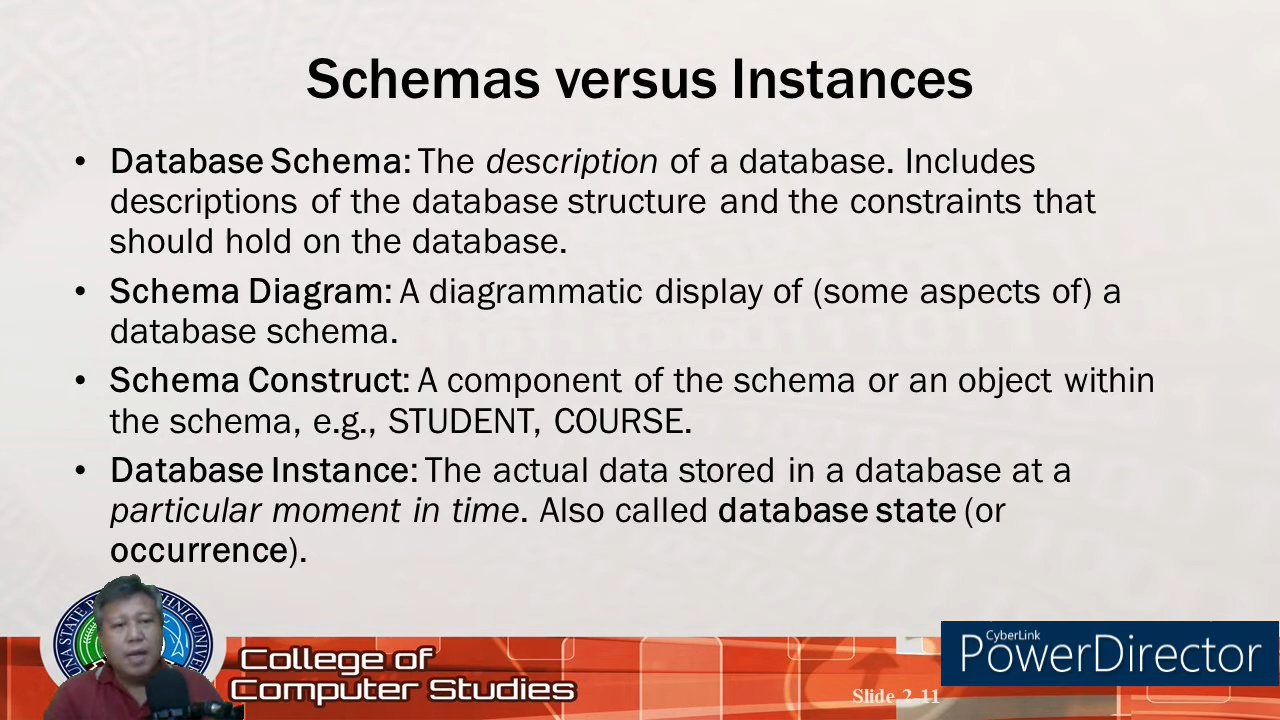 Schemas versus Instances
• Database Schema: The description of a database. Includes
descriptions of the database structure and the constraints that
should hold on the database.
• Schema Diagram: A diagrammatic display of (some aspects of) a
database schema.
• Schema Construct: A component of the schema or an object within
the schema, e.g., STUDENT, COURSE.
• Database Instance: The actual data stored in a database at a
particular moment in time. Also called database state (or
occurrence).
College of
Computer Studies
Slide 2-11
CyberLink
PowerDirector